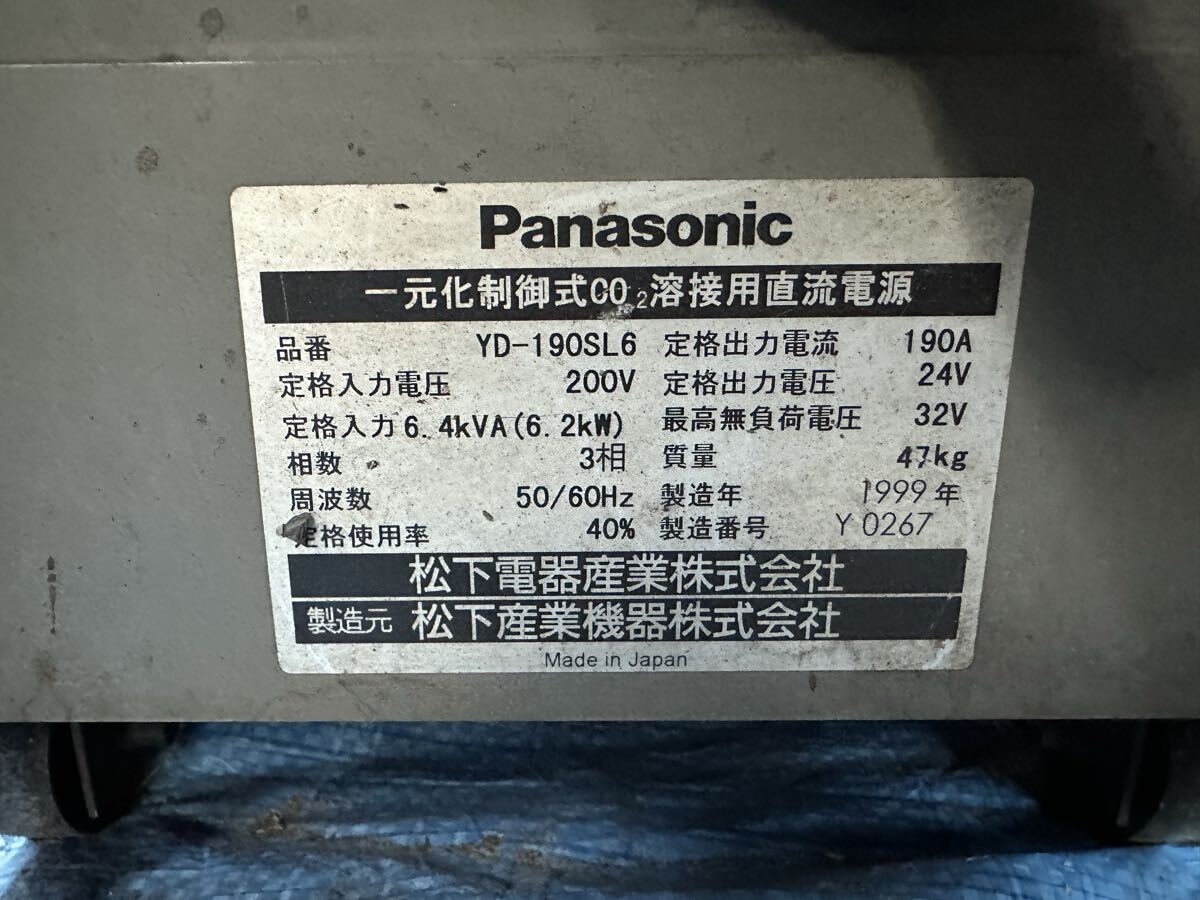 Panasonic
一元化制御式CO₂溶接用直流電源
品番 YD-190SL6 定格出力電流 190A
定格入力電圧 200V 定格出力電圧 24V
定格入力 6.4kVA(6.2kW) 最高無負荷電圧 32V
相数 3相 質量 47kg
周波数 50/60Hz 製造年 1999年
定格使用率 40% 製造番号 Y 0267
松下電器産業株式会社
製造元 松下産業機器株式会社
Made in Japan